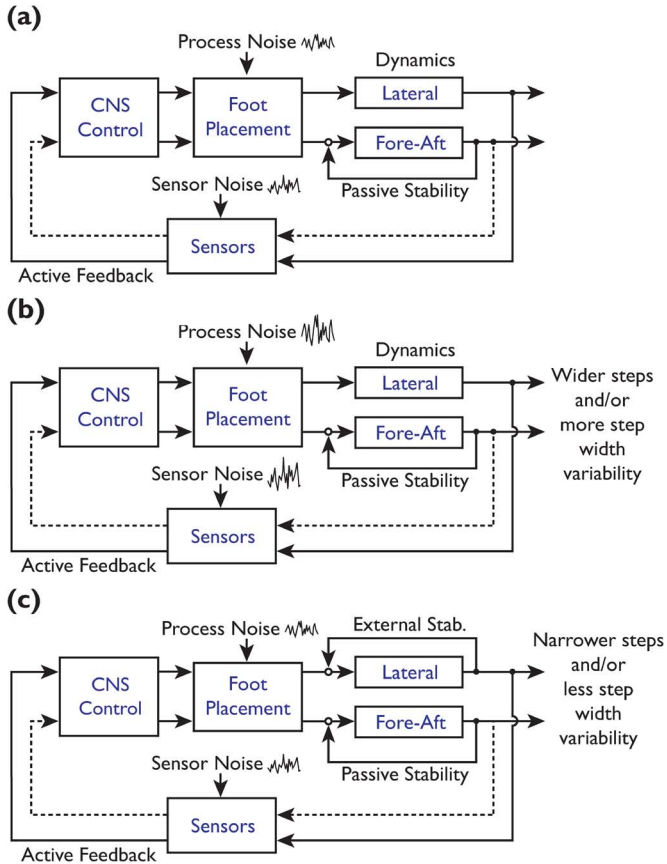 (a)
Process Noise
Dynamics
CNS
Control
Foot
Placement
Lateral
Fore-Aft
Sensor Noise
Passive Stability
Sensors
Active Feedback
(b)
Process Noise
Dynamics
CNS
Control
Foot
Placement
Lateral
Fore-Aft
Wider steps
and/or
more step
width
variability
Sensor Noise
Passive Stability
Sensors
Active Feedback
(c)
Process Noise
External Stab.
CNS
Control
Foot
Placement
Lateral
Fore-Aft
Narrower steps
and/or
less step
width
variability
Sensor Noise
Passive Stability
Sensors
Active Feedback